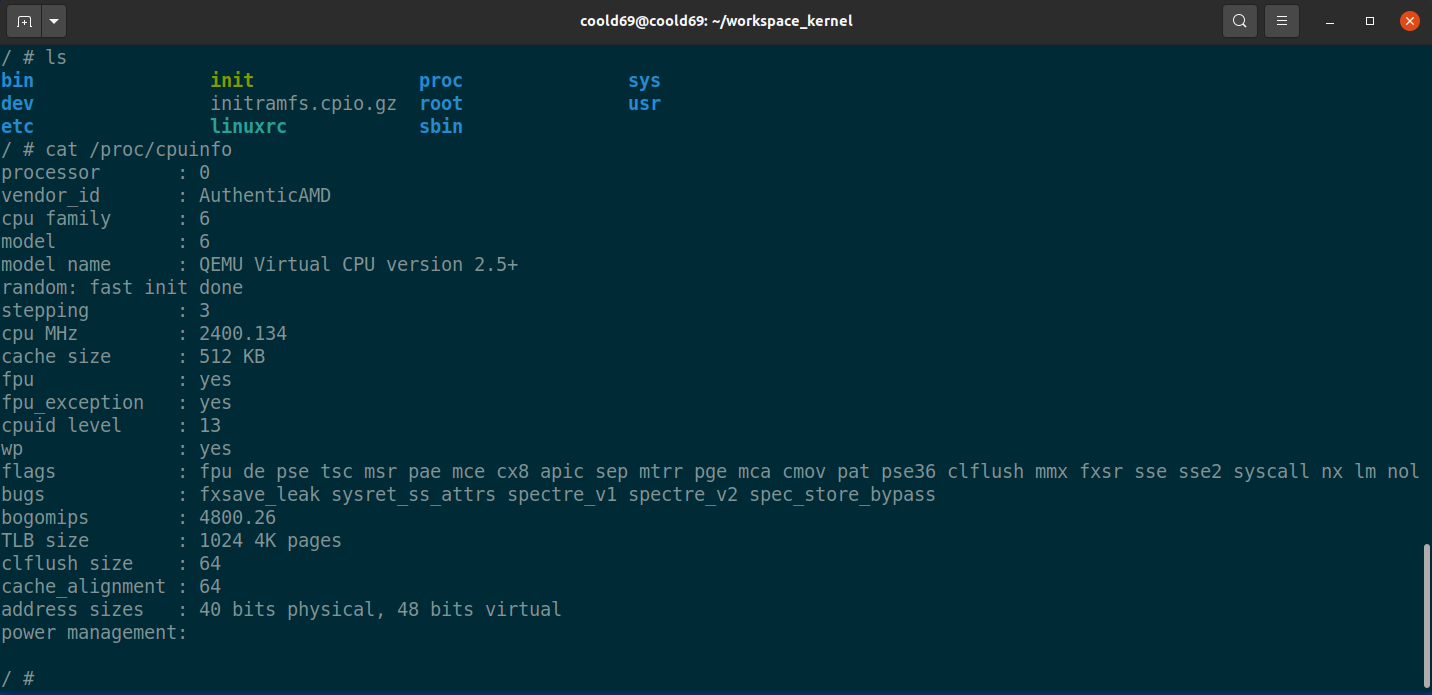 coold69@coold69: ~/workspace_kernel
/ # ls
bin                init               proc               sys
dev                initramfs.cpio.gz  root               usr
etc                linuxrc            sbin
/ # cat /proc/cpuinfo
processor       : 0
vendor_id       : AuthenticAMD
cpu family      : 6
model           : 6
model name      : QEMU Virtual CPU version 2.5+
random: fast init done
stepping        : 3
cpu MHz         : 2400.134
cache size      : 512 KB
fpu             : yes
fpu_exception   : yes
cpuid level     : 13
wp              : yes
flags           : fpu de pse tsc msr pae mce cx8 apic sep mtrr pge mca cmov pat pse36 clflush mmx fxsr sse sse2 syscall nx lm nol
bugs            : fxsave_leak sysret_ss_attrs spectre_v1 spectre_v2 spec_store_bypass
bogomips        : 4800.26
TLB size        : 1024 4K pages
clflush size    : 64
cache_alignment : 64
address sizes   : 40 bits physical, 48 bits virtual
power management:
/ #